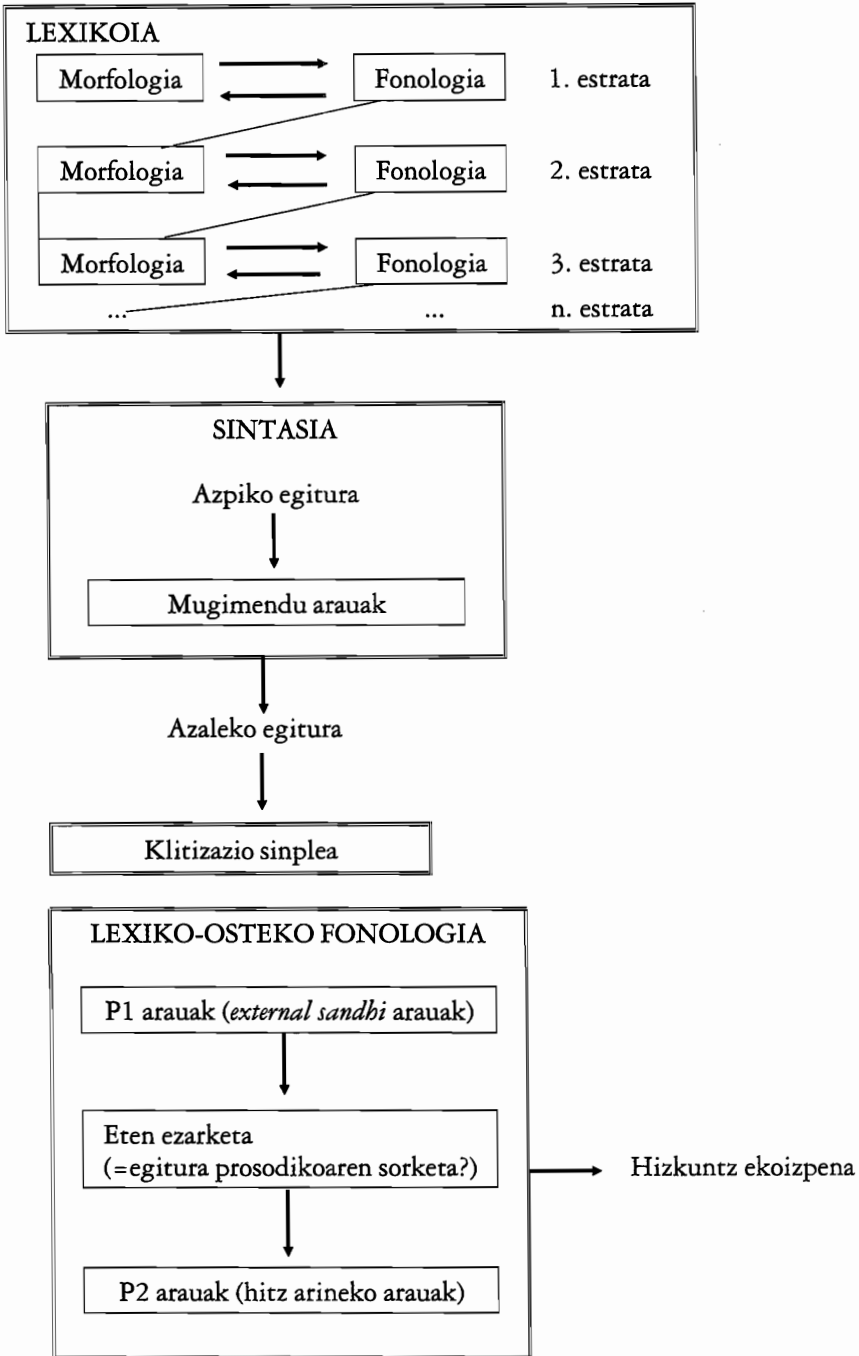 LEXIKOIA
Morfologia Fonologia 1. estrata
Morfologia Fonologia 2. estrata
Morfologia Fonologia 3. estrata
... ... n. estrata
SINTASIA
Azpiko egitura
Mugimendu arauak
Azaleko egitura
Klitizazio sinplea
LEXIKO-OSTEKO FONOLOGIA
P1 arauak (external sandhi arauak)
Eten ezarketa
(=egitura prosodikoaren sorketa?)
Hizkuntz ekoizpena
P2 arauak (hitz arineko arauak)